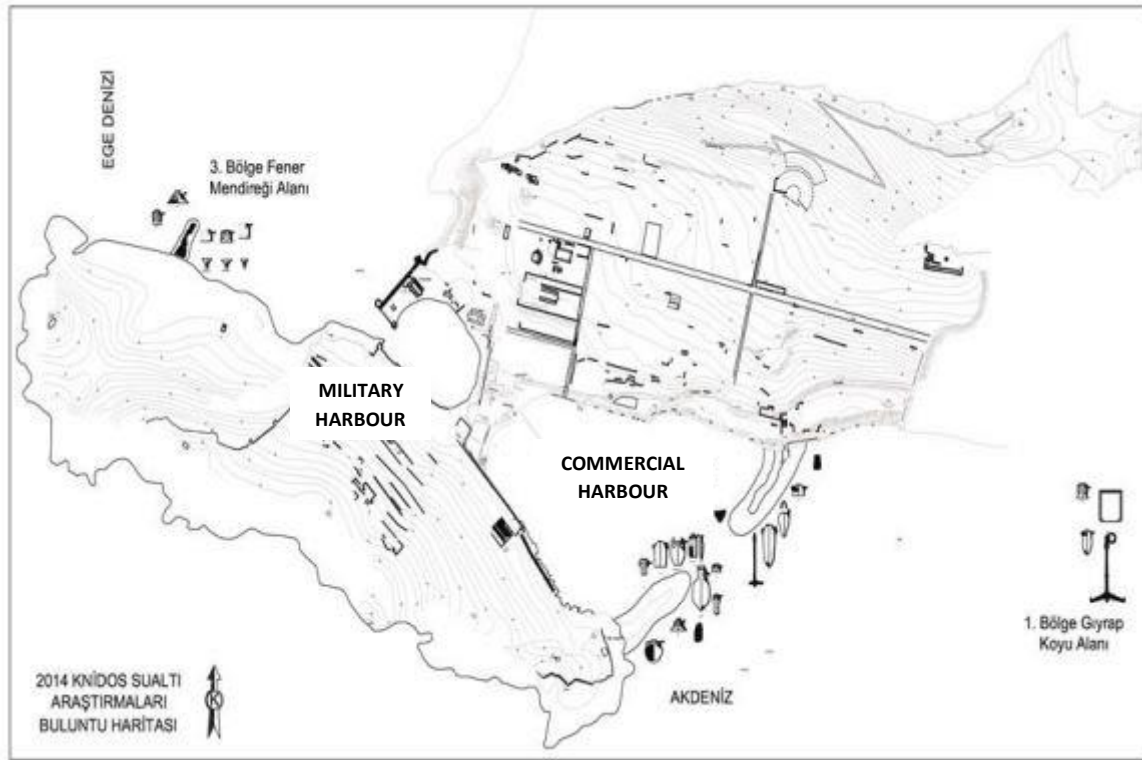 EGE DENİZİ
3. Bölge Fener
Mendireği Alanı
MILITARY
HARBOUR
COMMERCIAL
HARBOUR
1. Bölge Gıyrap
Koyu Alanı
AKDENİZ
2014 KNİDOS SUALTI
ARAŞTIRMALARI
BULUNTU HARİTASI
K